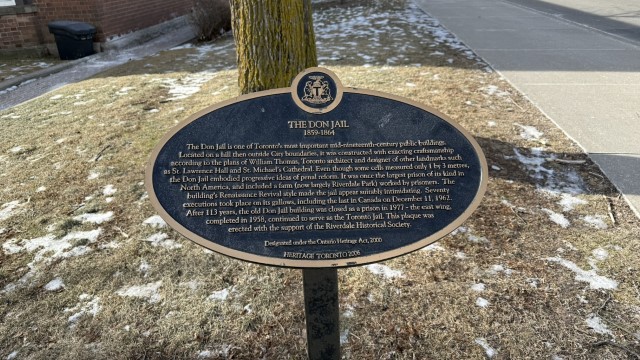 THE DON JAIL
1859-1864
The Don Jail is one of Toronto's most important mid-nineteenth-century public buildings.
Located on a hill then outside City boundaries, it was constructed with exacting craftsmanship
according to the plans of William Thomas, Toronto architect and designer of other landmarks such
as St. Lawrence Hall and St. Michael's Cathedral. Even though some cells measured only 1 by 3 metres,
the Don Jail embodied progressive ideas of penal reform. It was once the largest prison of its kind in
North America, and included a farm (now largely Riverdale Park) worked by prisoners. The
building's Renaissance Revival style made the jail appear suitably intimidating. Seventy
executions took place on its gallows, including the last in Canada on December 11, 1962.
After 113 years, the old Don Jail building was closed as a prison in 1977 - the east wing,
completed in 1958, continued to serve as the Toronto Jail. This plaque was
erected with the support of the Riverdale Historical Society.
Designated under the Ontario Heritage Act, 2000
HERITAGE TORONTO 2008